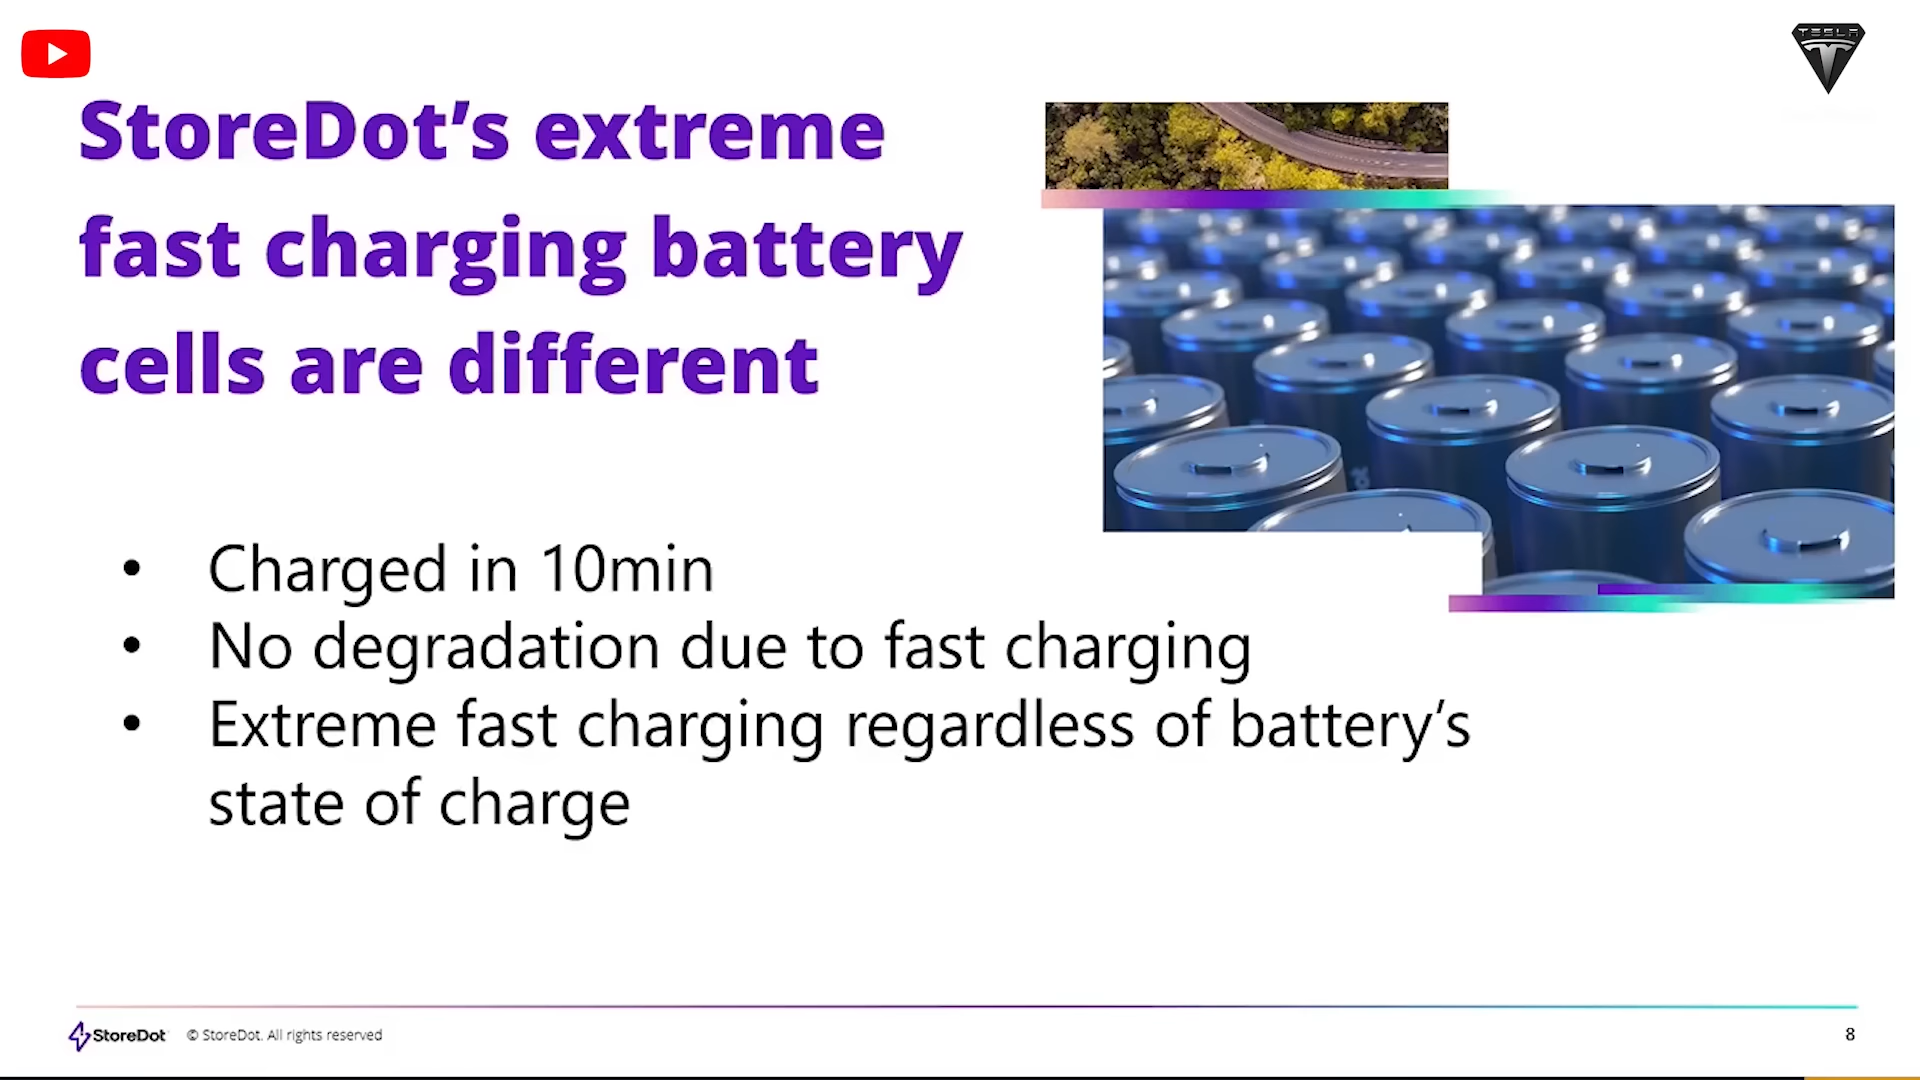 TESLA
StoreDot’s extreme
fast charging battery
cells are different
• Charged in 10min
• No degradation due to fast charging
• Extreme fast charging regardless of battery’s
state of charge
StoreDot
© StoreDot. All rights reserved
8